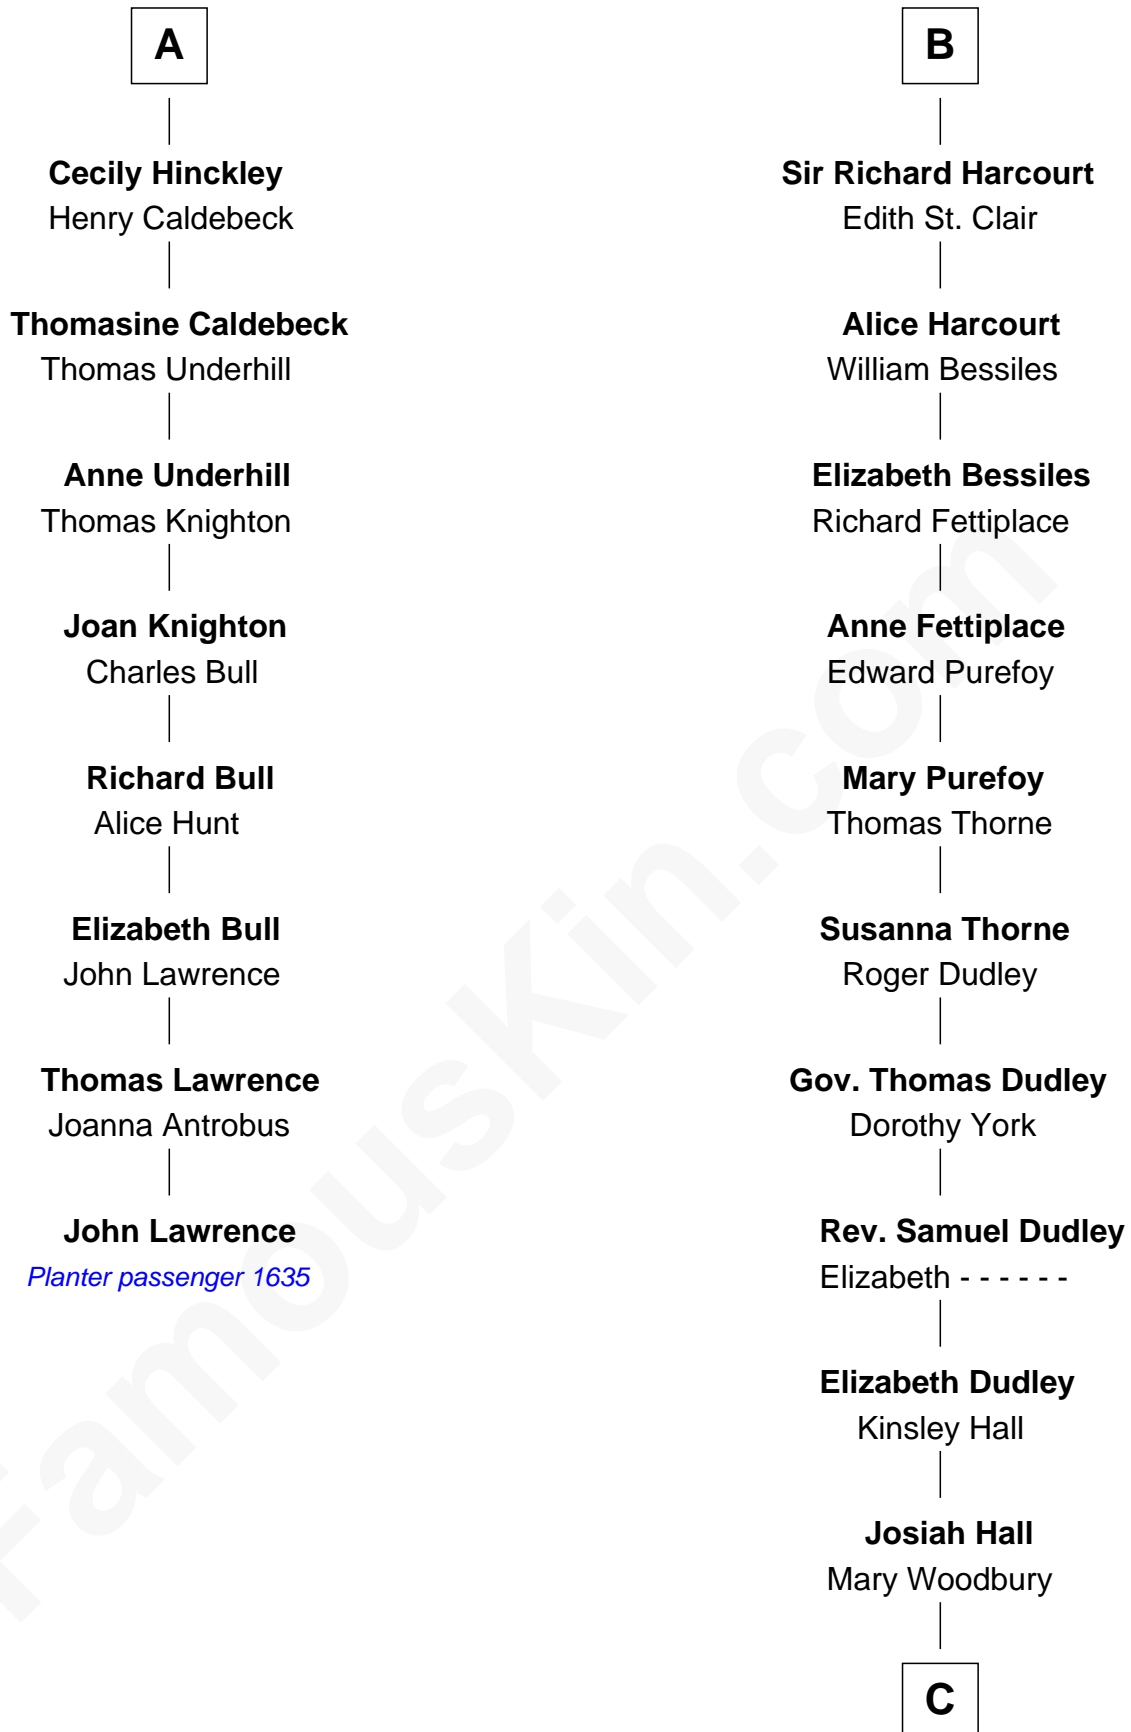 A
Cecily Hinckley
Henry Caldebeck
Thomasine Caldebeck
Thomas Underhill
Anne Underhill
Thomas Knighton
Joan Knighton
Charles Bull
Richard Bull
Alice Hunt
Elizabeth Bull
John Lawrence
Thomas Lawrence
Joanna Antrobus
John Lawrence
Planter passenger 1635
B
Sir Richard Harcourt
Edith St. Clair
Alice Harcourt
William Bessiles
Elizabeth Bessiles
Richard Fettiplace
Anne Fettiplace
Edward Purefoy
Mary Purefoy
Thomas Thorne
Susanna Thorne
Roger Dudley
Gov. Thomas Dudley
Dorothy York
Rev. Samuel Dudley
Elizabeth - - - - - -
Elizabeth Dudley
Kinsley Hall
Josiah Hall
Mary Woodbury
C
FamousKin.com